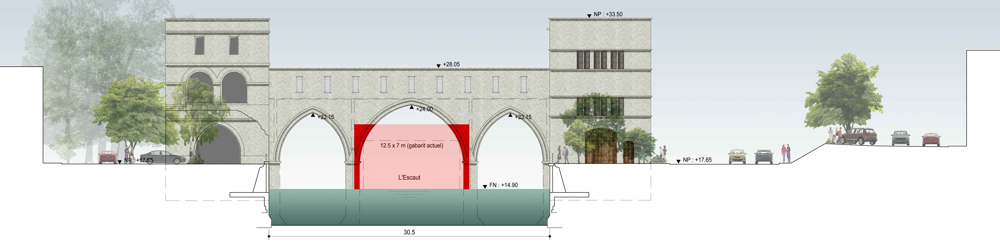 NP : +33.50
+28.05
+24.00
+23.15
+23.15
12.5 x 7 m (gabarit actuel)
NP : +17.65
NP : +17.65
L'Escaut
FN : +14.90
30.5